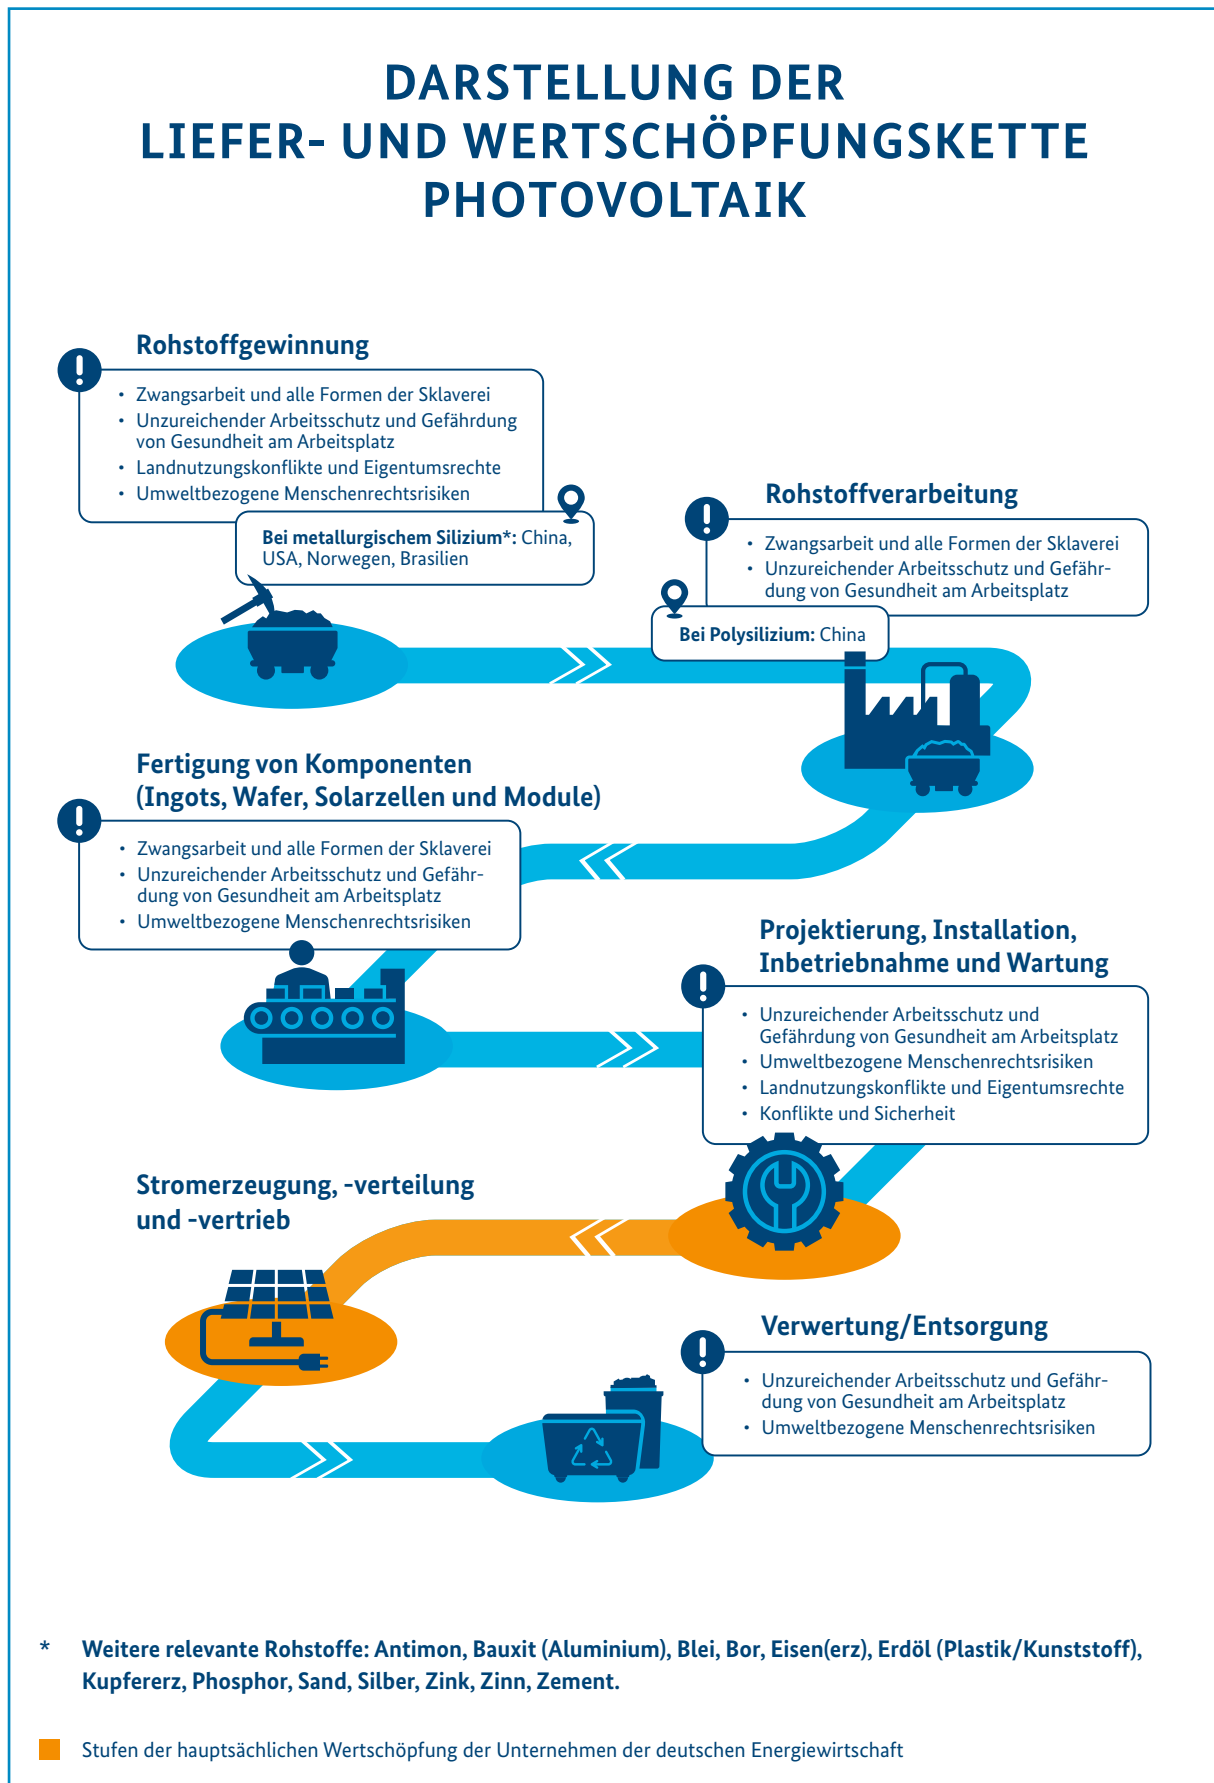 DARSTELLUNG DER
LIEFER- UND WERTSCHÖPFUNGSKETTE
PHOTOVOLTAIK
Rohstoffgewinnung
• Zwangsarbeit und alle Formen der Sklaverei
• Unzureichender Arbeitsschutz und Gefährdung
von Gesundheit am Arbeitsplatz
• Landnutzungskonflikte und Eigentumsrechte
• Umweltbezogene Menschenrechtsrisiken
Bei metallurgischem Silizium*: China,
USA, Norwegen, Brasilien
Rohstoffverarbeitung
• Zwangsarbeit und alle Formen der Sklaverei
• Unzureichender Arbeitsschutz und Gefähr-
dung von Gesundheit am Arbeitsplatz
Bei Polysilizium: China
Fertigung von Komponenten
(Ingots, Wafer, Solarzellen und Module)
• Zwangsarbeit und alle Formen der Sklaverei
• Unzureichender Arbeitsschutz und Gefähr-
dung von Gesundheit am Arbeitsplatz
• Umweltbezogene Menschenrechtsrisiken
Projektierung, Installation,
Inbetriebnahme und Wartung
• Unzureichender Arbeitsschutz und
Gefährdung von Gesundheit am Arbeitsplatz
• Umweltbezogene Menschenrechtsrisiken
• Landnutzungskonflikte und Eigentumsrechte
• Konflikte und Sicherheit
Stromerzeugung, -verteilung
und -vertrieb
Verwertung/Entsorgung
• Unzureichender Arbeitsschutz und Gefähr-
dung von Gesundheit am Arbeitsplatz
• Umweltbezogene Menschenrechtsrisiken
* Weitere relevante Rohstoffe: Antimon, Bauxit (Aluminium), Blei, Bor, Eisen(erz), Erdöl (Plastik/Kunststoff),
Kupfererz, Phosphor, Sand, Silber, Zink, Zinn, Zement.
Stufen der hauptsächlichen Wertschöpfung der Unternehmen der deutschen Energiewirtschaft